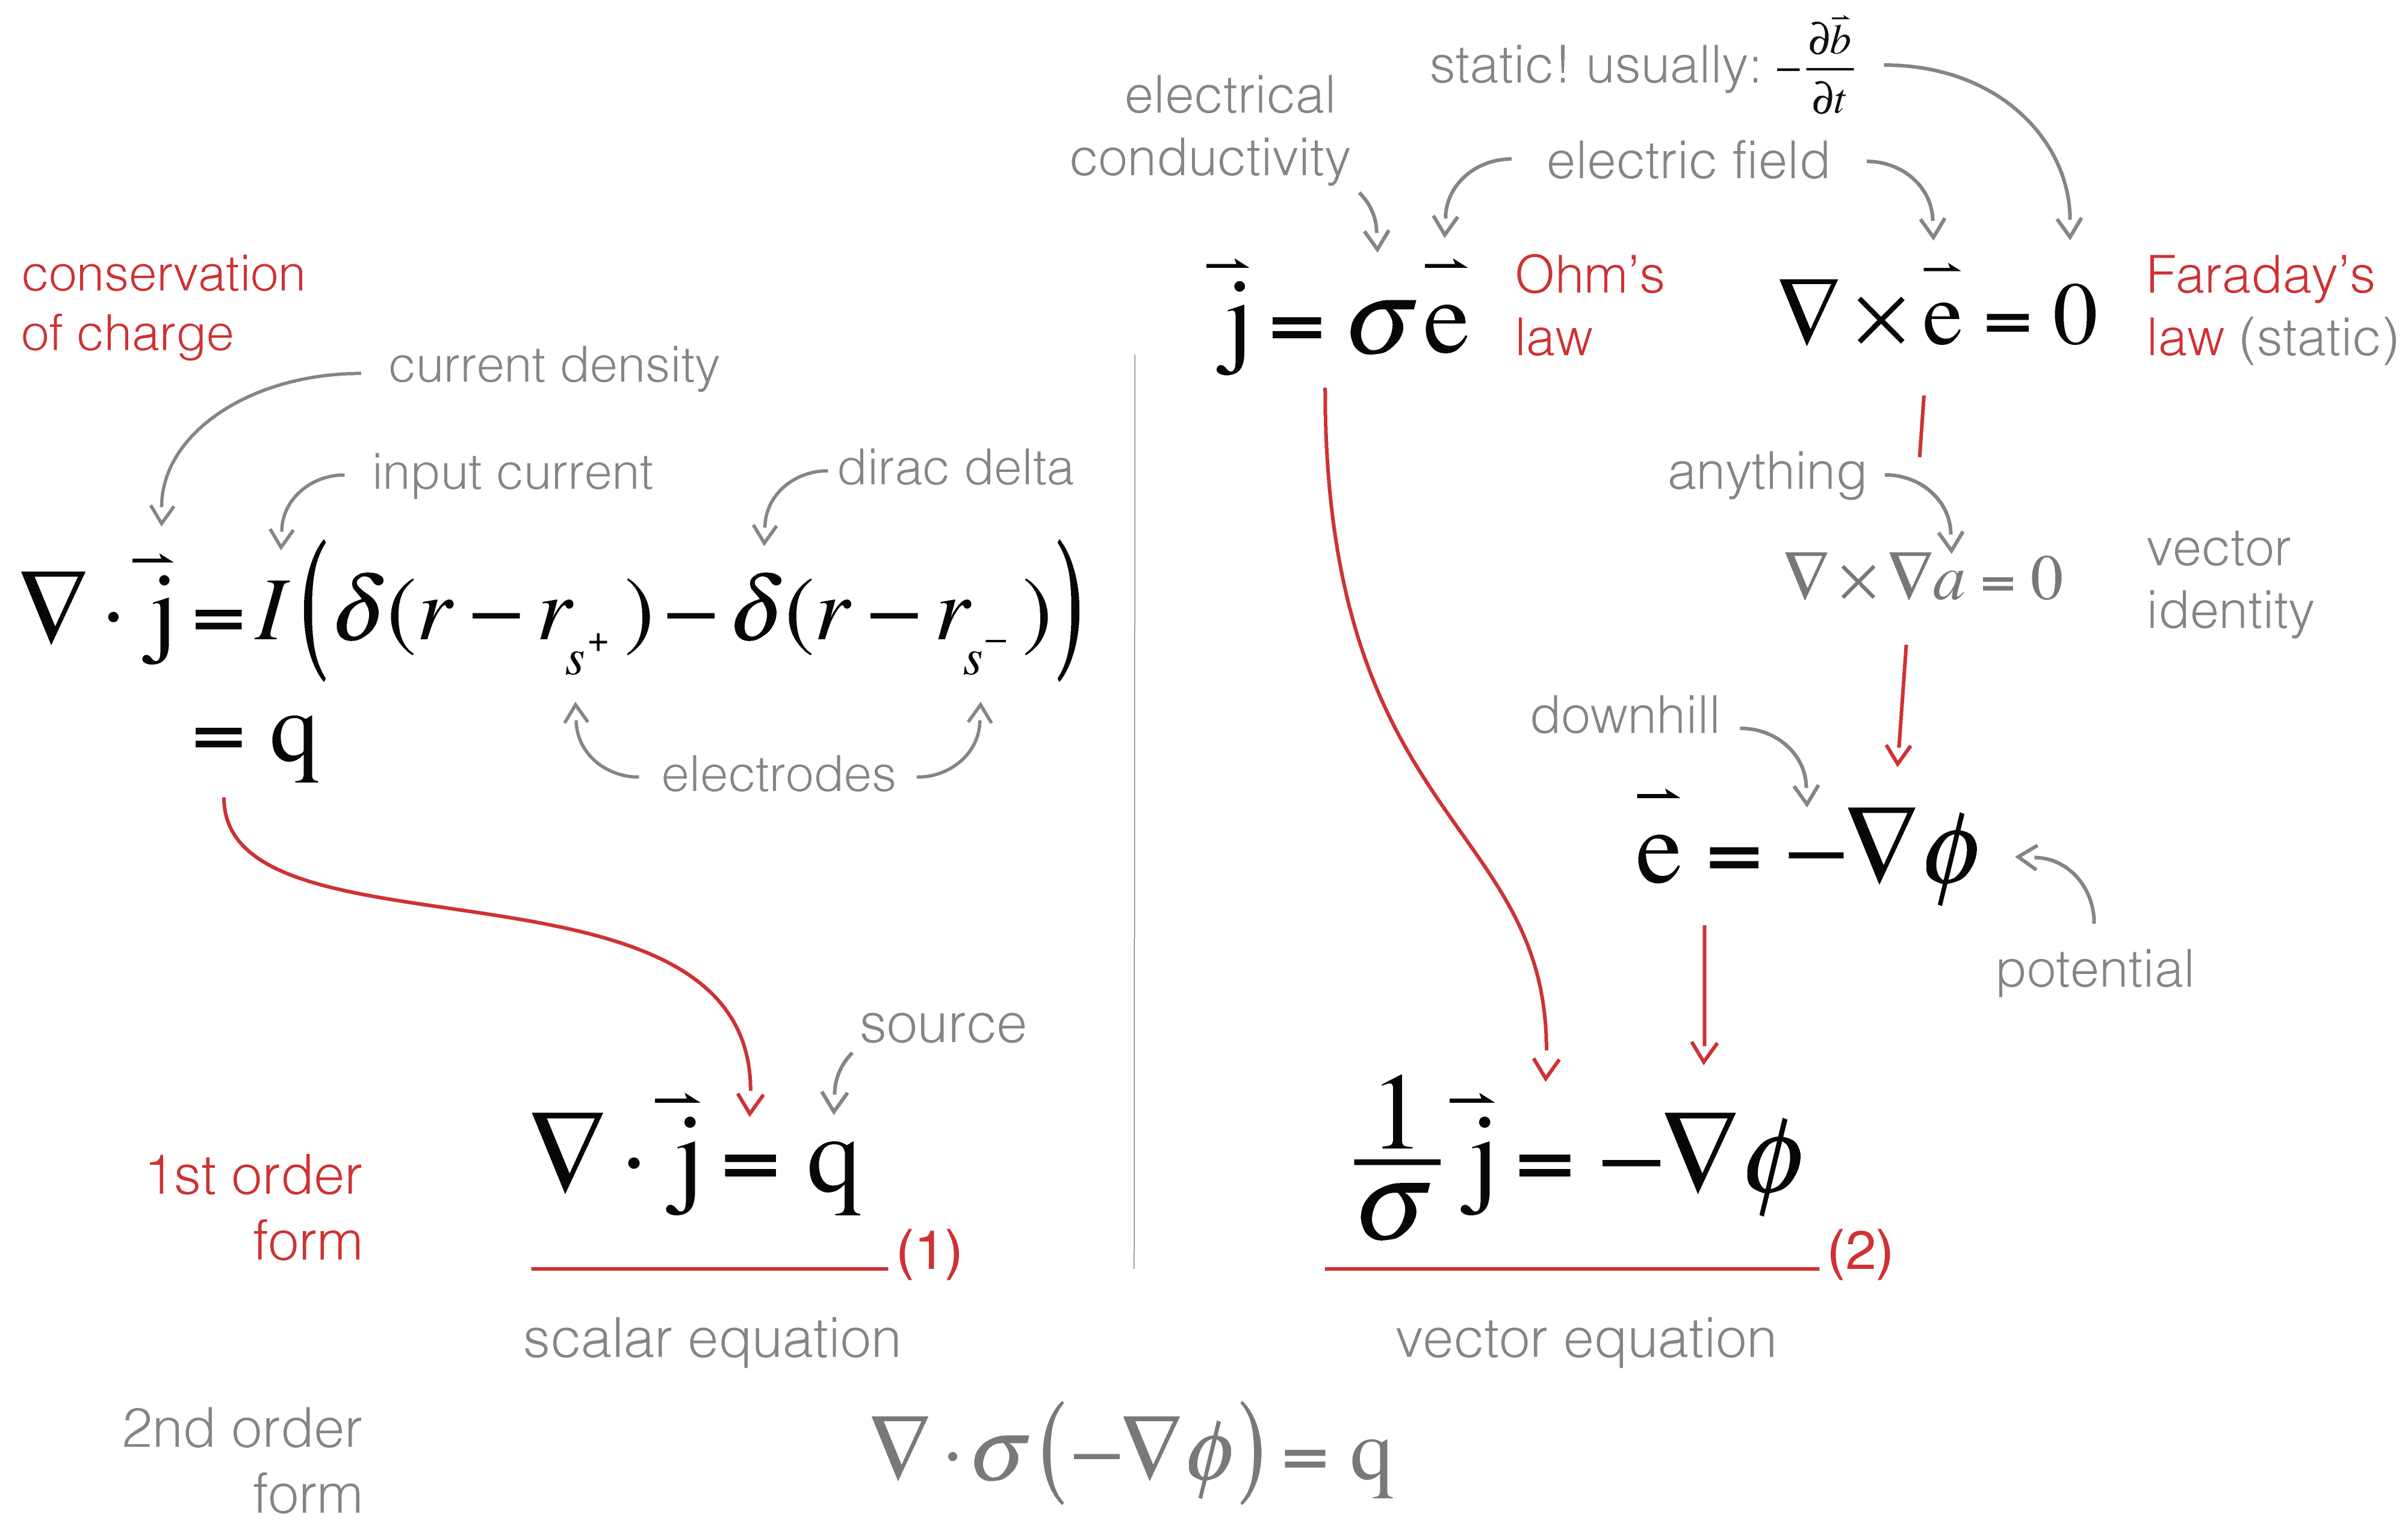 static! usually: −∂b⃗/∂t
electrical
conductivity
electric field
conservation
of charge
j⃗ = σe⃗
Ohm’s
law
∇×e⃗ = 0
Faraday’s
law (static)
current density
input current
dirac delta
anything
∇ · j⃗ = I(δ(r − r_s⁺) − δ(r − r_s⁻))
= q
electrodes
∇×∇a = 0
vector
identity
downhill
e⃗ = −∇ϕ
potential
source
1st order
form
∇ · j⃗ = q
(1)
scalar equation
1/σ j⃗ = −∇ϕ
(2)
vector equation
2nd order
form
∇ · σ(−∇ϕ) = q